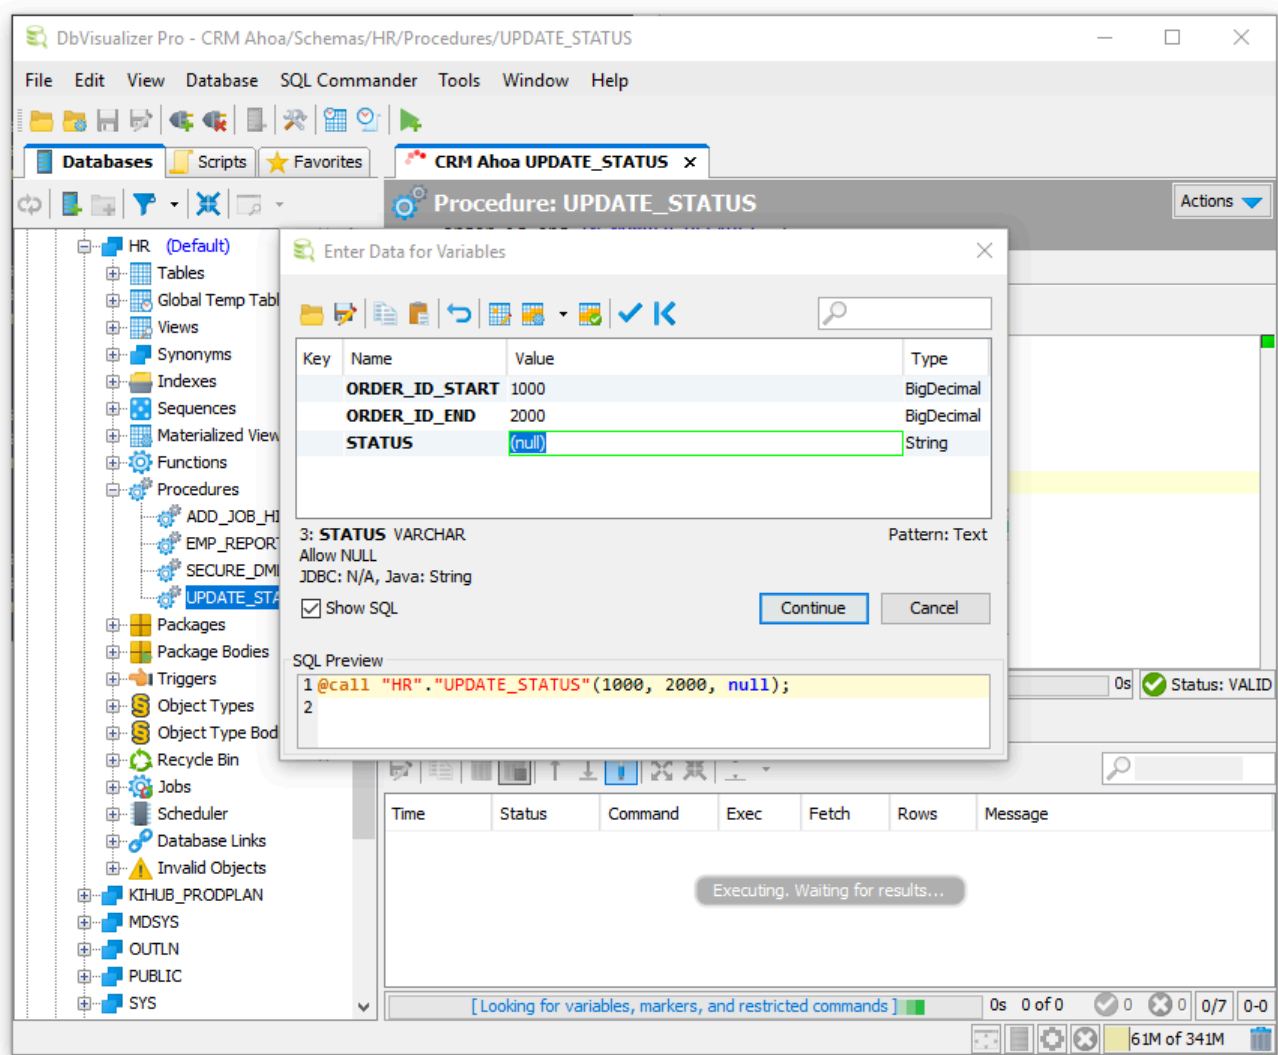 DbVisualizer Pro - CRM Ahoa/Schemas/HR/Procedures/UPDATE_STATUS
File Edit View Database SQL Commander Tools Window Help
Databases Scripts Favorites
CRM Ahoa UPDATE_STATUS
Procedure: UPDATE_STATUS
Actions
HR (Default)
Tables
Global Temp Tabl
Views
Synonyms
Indexes
Sequences
Materialized View
Functions
Procedures
ADD_JOB_HI
EMP_REPOR
SECURE_DM
UPDATE_STA
Packages
Package Bodies
Triggers
Object Types
Object Type Bod
Recycle Bin
Jobs
Scheduler
Database Links
Invalid Objects
KIHUB_PRODPLAN
MDSYS
OUTLN
PUBLIC
SYS
Enter Data for Variables
Key Name Value Type
ORDER_ID_START 1000 BigDecimal
ORDER_ID_END 2000 BigDecimal
STATUS (null) String
3: STATUS VARCHAR Pattern: Text
Allow NULL
JDBC: N/A, Java: String
Show SQL Continue Cancel
SQL Preview
1 @call "HR"."UPDATE_STATUS"(1000, 2000, null);
2
0s Status: VALID
Time Status Command Exec Fetch Rows Message
Executing. Waiting for results...
[ Looking for variables, markers, and restricted commands ] 0s 0 of 0 0 0 0/7 0-0
61M of 341M